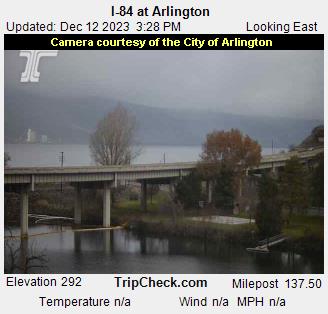 I-84 at Arlington
Updated: Dec 12 2023 3:28 PM Looking East
Camera courtesy of the City of Arlington
Elevation 292 TripCheck.com Milepost 137.50
Temperature n/a Wind n/a MPH n/a